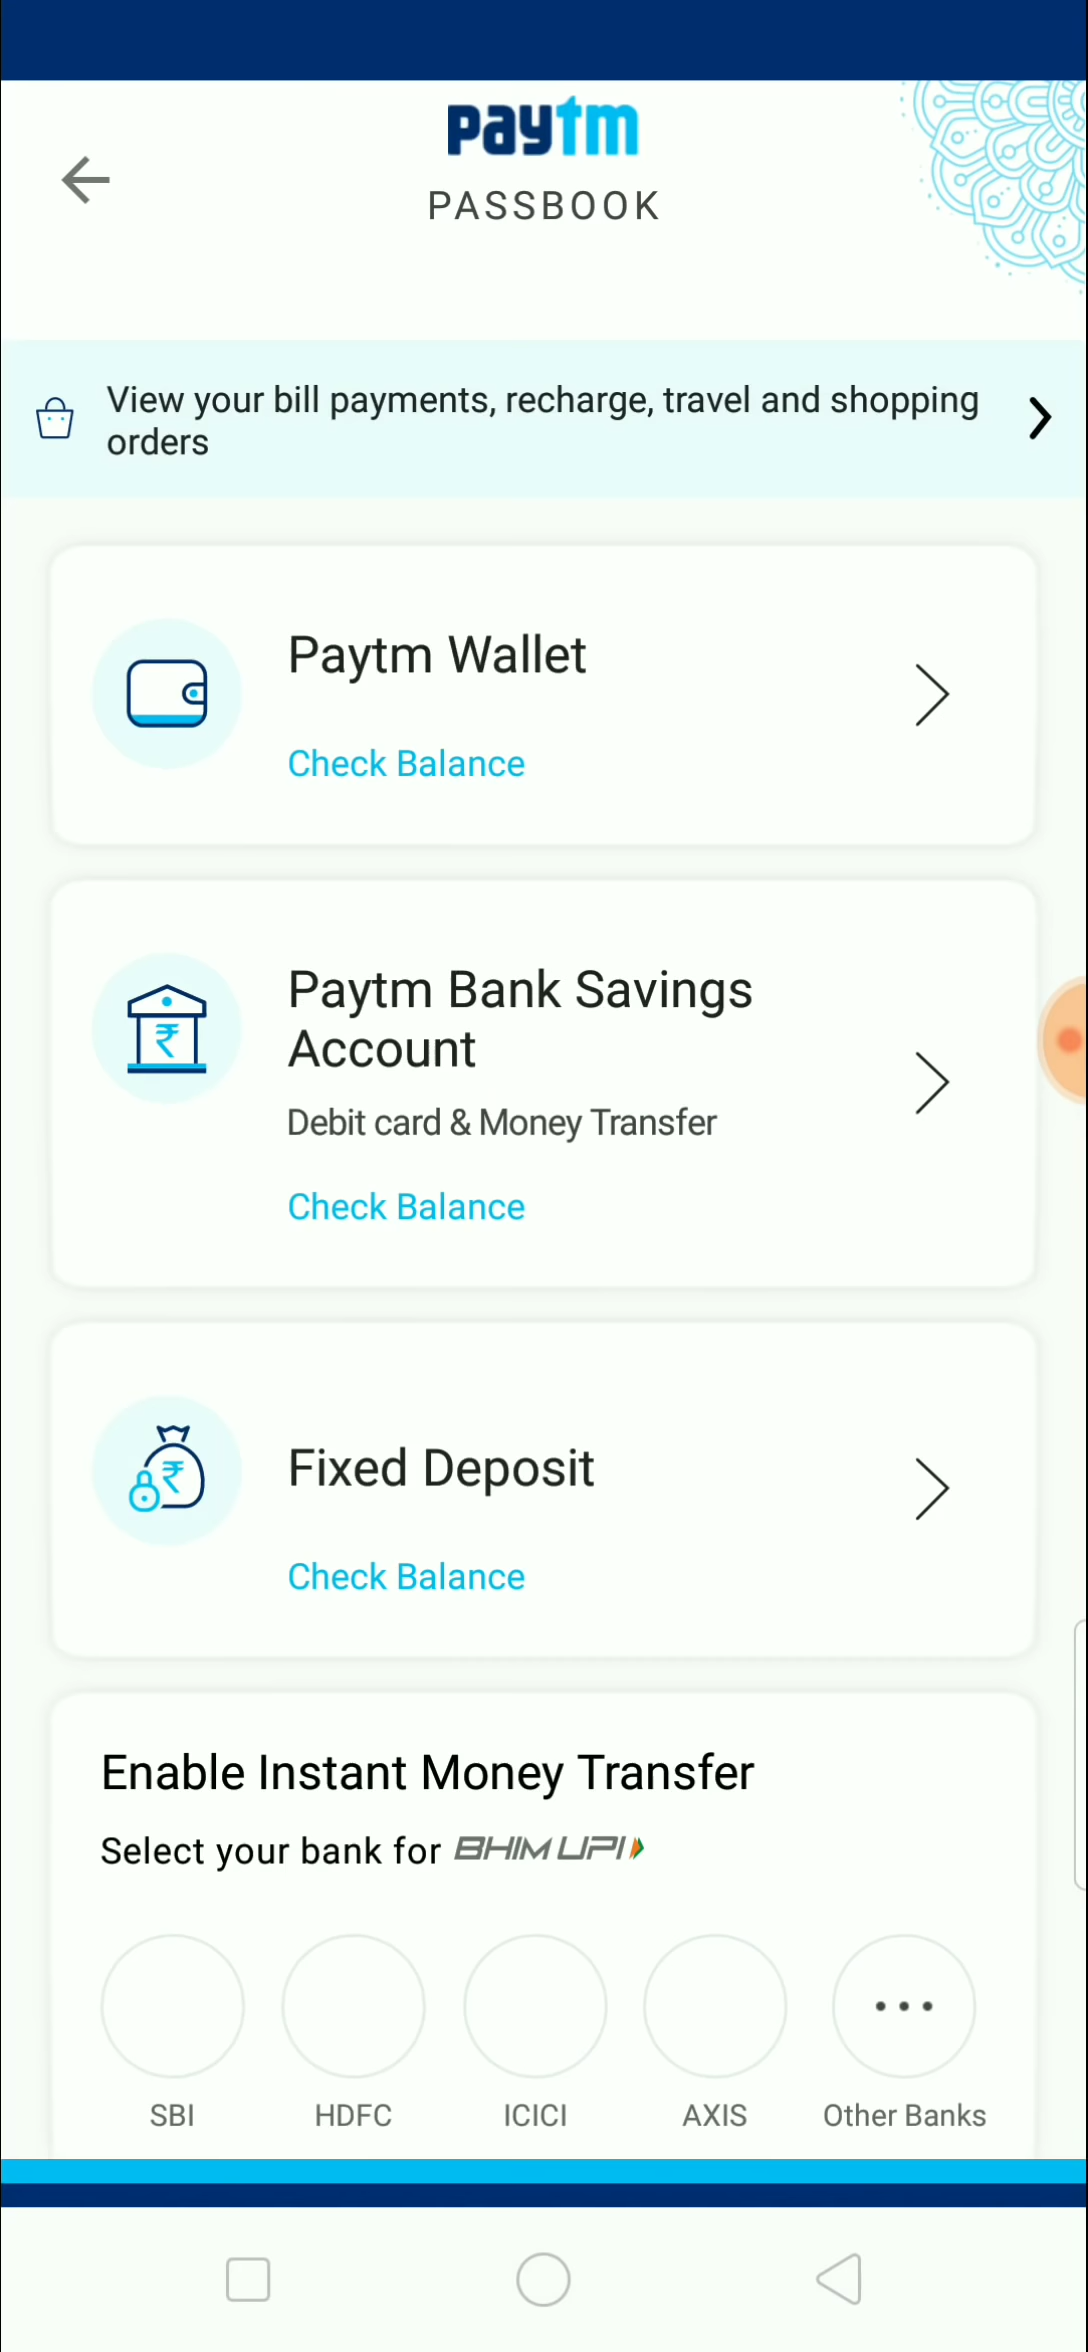 paytm
PASSBOOK
View your bill payments, recharge, travel and shopping
orders
Paytm Wallet
Check Balance
Paytm Bank Savings
Account
Debit card & Money Transfer
Check Balance
₹
Fixed Deposit
Check Balance
₹
Enable Instant Money Transfer
Select your bank for BHIM UPI
SBI HDFC ICICI AXIS Other Banks